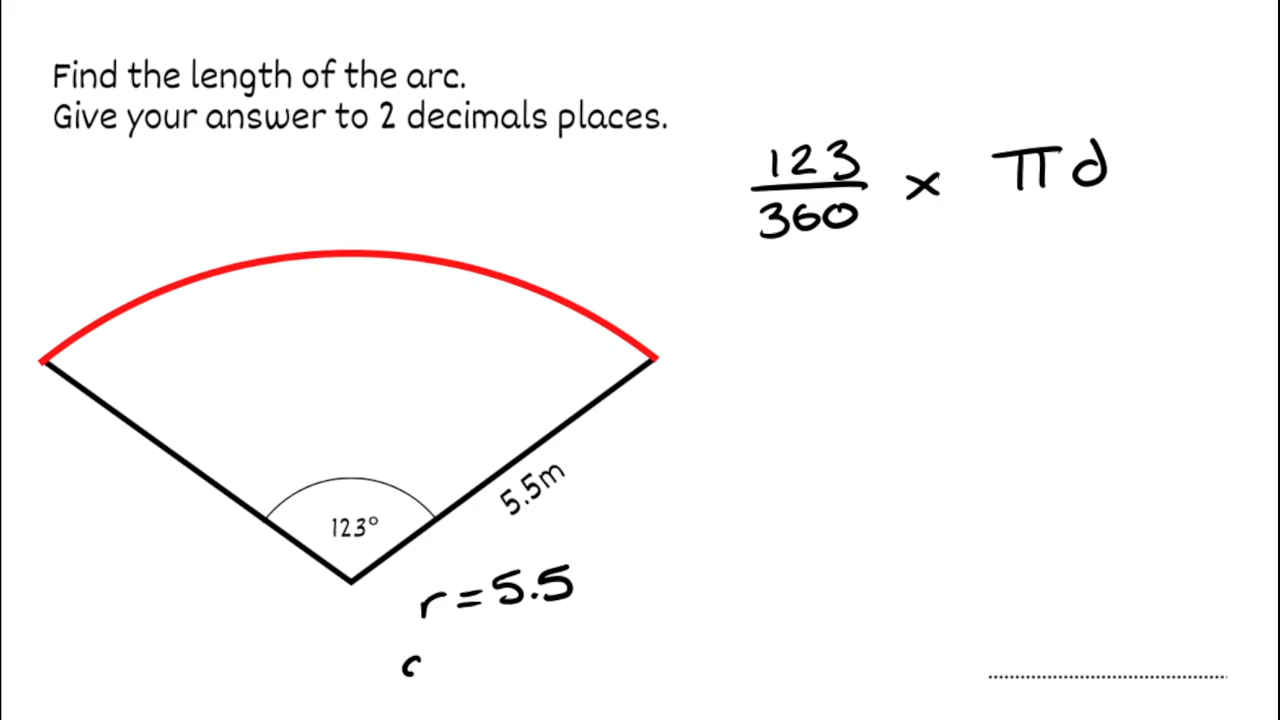 Find the length of the arc.
Give your answer to 2 decimals places.
123
360
× πd
123°
5.5m
r = 5.5